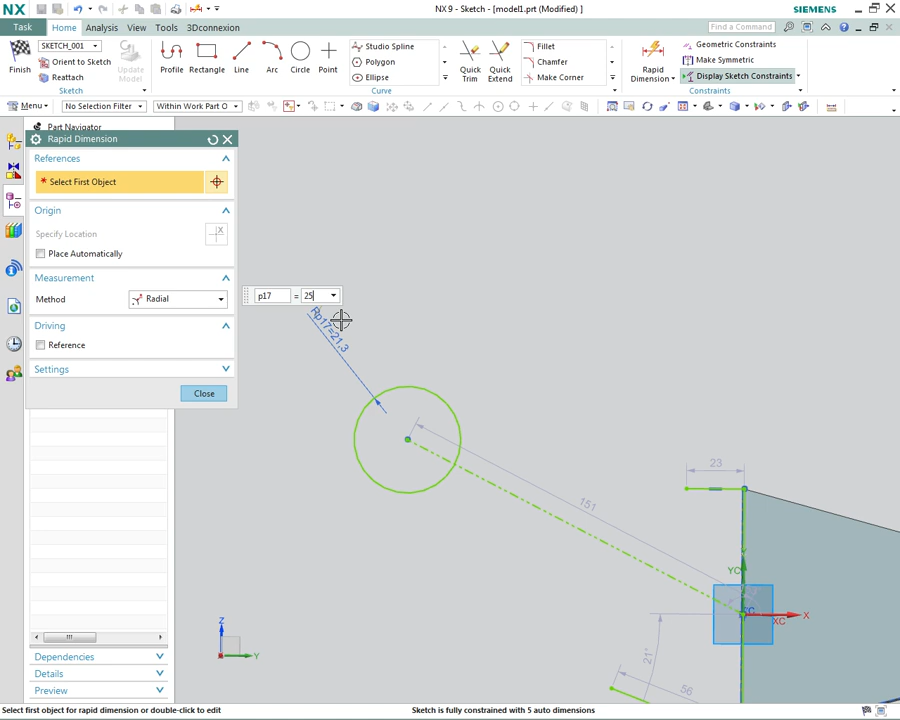 NX
NX 9 - Sketch - [model1.prt (Modified) ]
SIEMENS
Task
Home
Analysis
View
Tools
3Dconnexion
Find a Command
SKETCH_001
Orient to Sketch
Reattach
Finish
Update Model
Sketch
Profile
Rectangle
Line
Arc
Circle
Point
Studio Spline
Polygon
Ellipse
Curve
Quick Trim
Quick Extend
Fillet
Chamfer
Make Corner
Rapid Dimension
Geometric Constraints
Make Symmetric
Display Sketch Constraints
Constraints
Menu
No Selection Filter
Within Work Part O
Part Navigator
Rapid Dimension
References
* Select First Object
Origin
Specify Location
Place Automatically
Measurement
Method
Radial
Driving
Reference
Settings
Close
p17 = 25
Rp17=21,3
151
23
YC
Y
XC
X
21°
56
Z
Y
Dependencies
Details
Preview
Select first object for rapid dimension or double-click to edit
Sketch is fully constrained with 5 auto dimensions